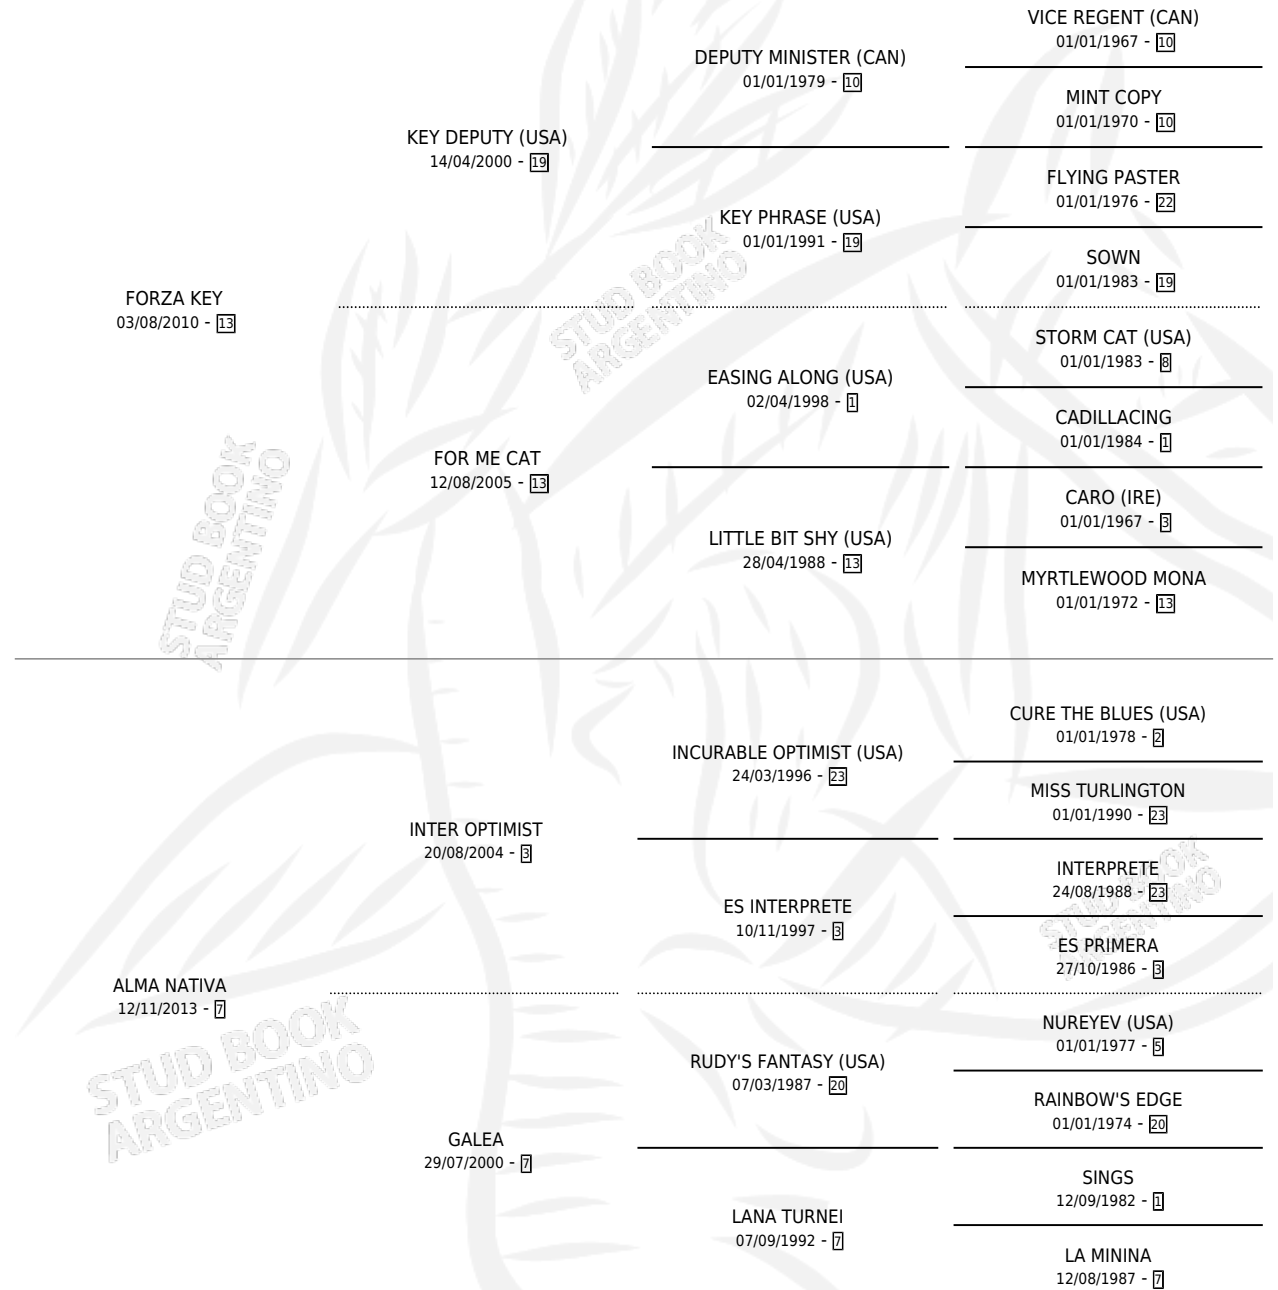 VICE REGENT (CAN)
01/01/1967 - 10
DEPUTY MINISTER (CAN)
01/01/1979 - 10
MINT COPY
01/01/1970 - 10
KEY DEPUTY (USA)
14/04/2000 - 19
FLYING PASTER
01/01/1976 - 22
KEY PHRASE (USA)
01/01/1991 - 19
SOWN
01/01/1983 - 19
FORZA KEY
03/08/2010 - 13
STORM CAT (USA)
01/01/1983 - 8
EASING ALONG (USA)
02/04/1998 - 1
CADILLACING
01/01/1984 - 1
FOR ME CAT
12/08/2005 - 13
CARO (IRE)
01/01/1967 - 3
LITTLE BIT SHY (USA)
28/04/1988 - 13
MYRTLEWOOD MONA
01/01/1972 - 13
CURE THE BLUES (USA)
01/01/1978 - 2
INCURABLE OPTIMIST (USA)
24/03/1996 - 23
MISS TURLINGTON
01/01/1990 - 23
INTER OPTIMIST
20/08/2004 - 3
INTERPRETE
24/08/1988 - 23
ES INTERPRETE
10/11/1997 - 3
ES PRIMERA
27/10/1986 - 3
ALMA NATIVA
12/11/2013 - 7
NUREYEV (USA)
01/01/1977 - 5
RUDY'S FANTASY (USA)
07/03/1987 - 20
RAINBOW'S EDGE
01/01/1974 - 20
GALEA
29/07/2000 - 7
SINGS
12/09/1982 - 1
LANA TURNEI
07/09/1992 - 7
LA MININA
12/08/1987 - 7
STUD BOOK
ARGENTINO
STUD BOOK
ARGENTINO
STUD BOOK
ARGENTINO
STUD BOOK
ARGENTINO